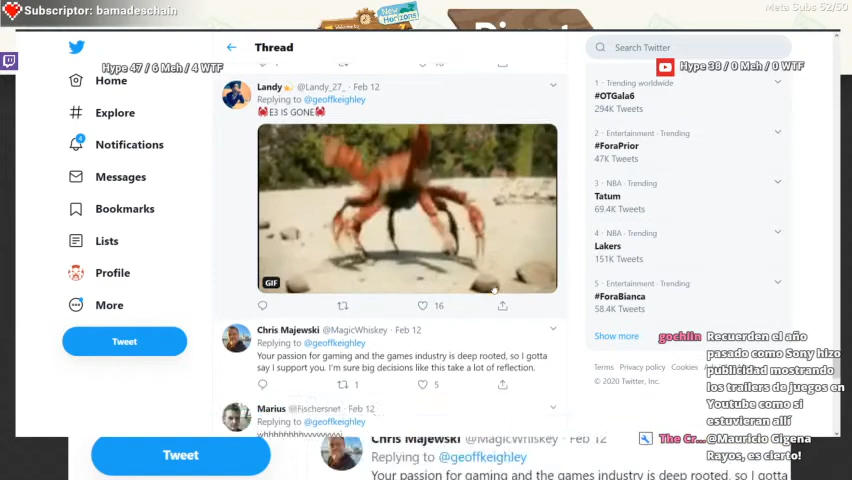 Subscriptor: bamadeschain
New
Horizons
Meta Subs 52/50
Hype 47 / 6 Meh / 4 WTF
Hype 38 / 0 Meh / 0 WTF
Home
Explore
4
Notifications
Messages
Bookmarks
Lists
Profile
More
Tweet
Thread
Landy @Landy_27_ · Feb 12
Replying to @geoffkeighley
🦀E3 IS GONE🦀
GIF
16
Chris Majewski @MagicWhiskey · Feb 12
Replying to @geoffkeighley
Your passion for gaming and the games industry is deep rooted, so I gotta
say I support you. I'm sure big decisions like this take a lot of reflection.
1
5
Marius @Fischersnet · Feb 12
Replying to @geoffkeighley
Search Twitter
1 · Trending worldwide
#OTGala6
294K Tweets
2 · Entertainment · Trending
#ForaPrior
47K Tweets
3 · NBA · Trending
Tatum
69.4K Tweets
4 · NBA · Trending
Lakers
151K Tweets
5 · Entertainment · Trending
#ForaBianca
58.4K Tweets
Show more
Terms Privacy policy Cookies
© 2020 Twitter, Inc.
gochiin Recuerden el año
pasado como Sony hizo
publicidad mostrando
los trailers de juegos en
Youtube como si
estuvieran allí
The Cr... @Mauricio Gigena
Rayos, es cierto!
Tweet
Chris Majewski @MagicWhiskey · Feb 12
Replying to @geoffkeighley
Your passion for gaming and the games industry is deep rooted, so I gotta